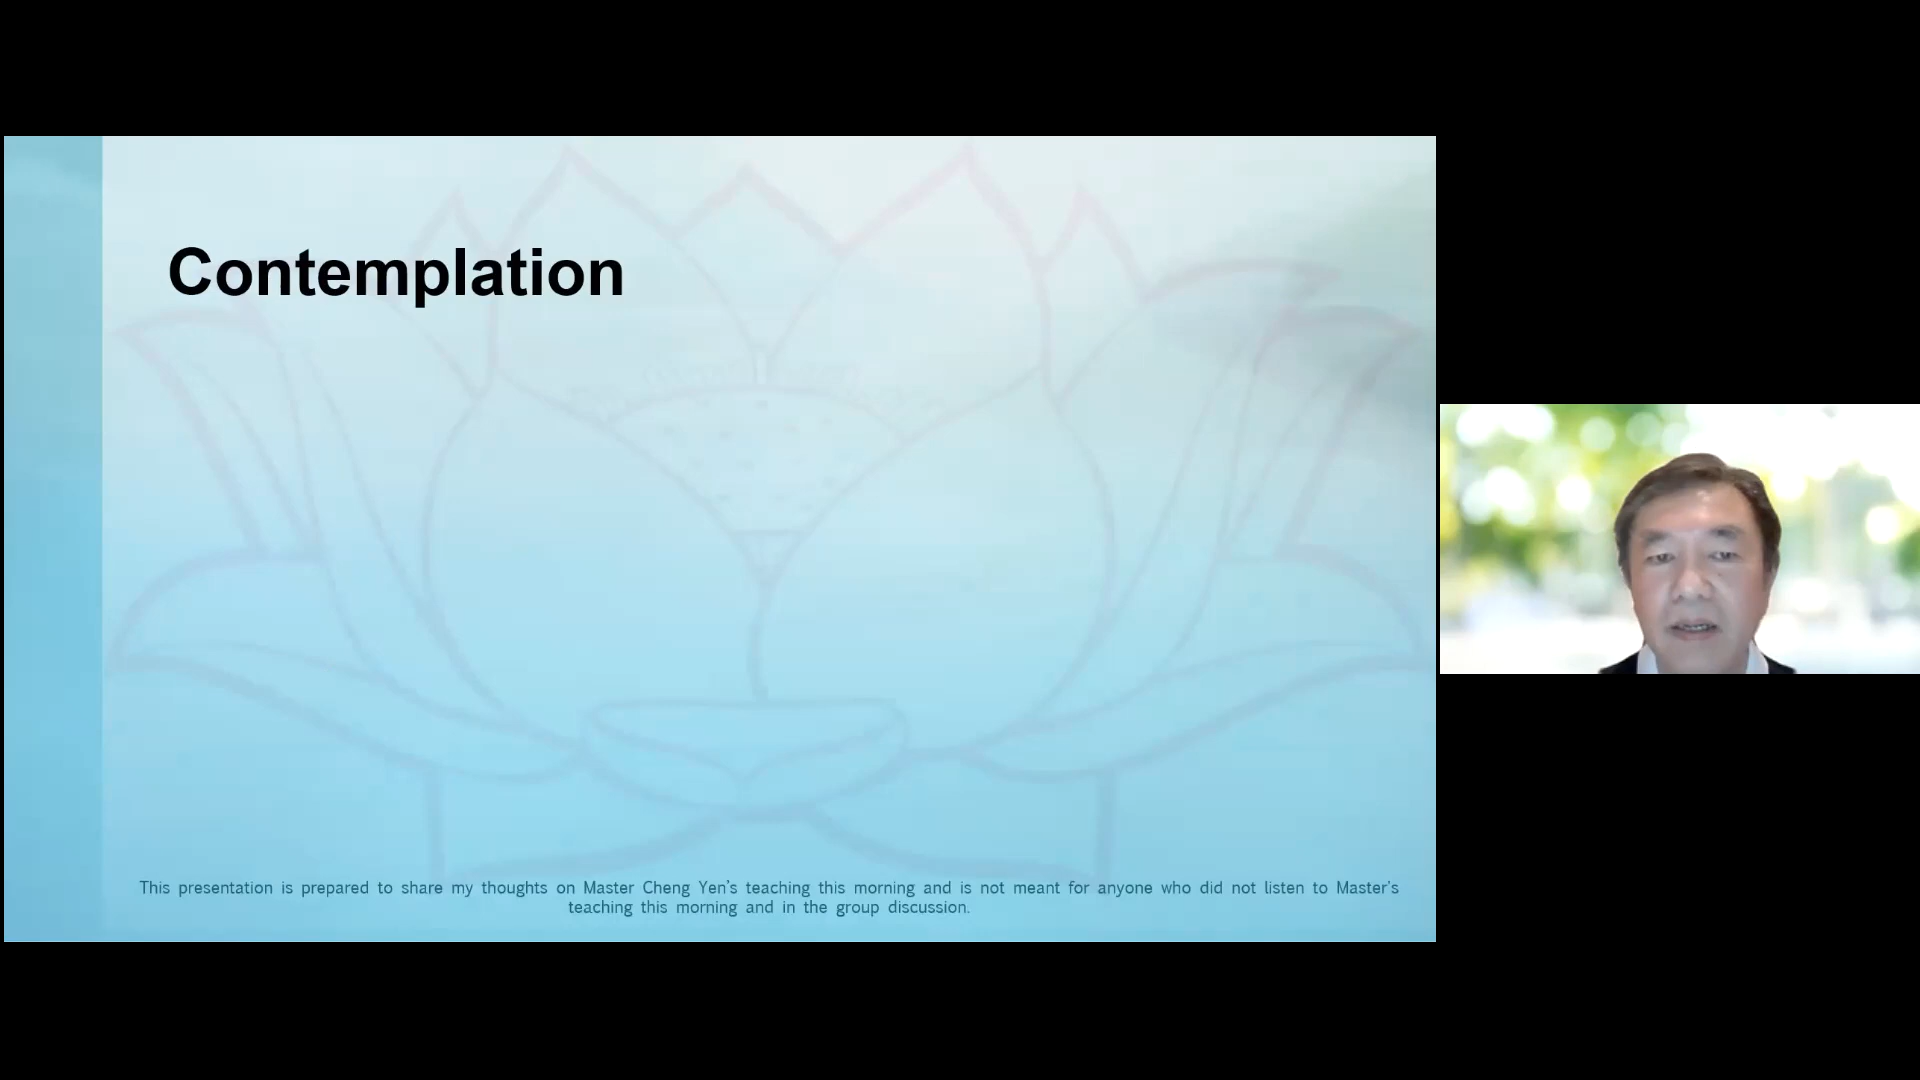 Contemplation
This presentation is prepared to share my thoughts on Master Cheng Yen's teaching this morning and is not meant for anyone who did not listen to Master's
teaching this morning and in the group discussion.